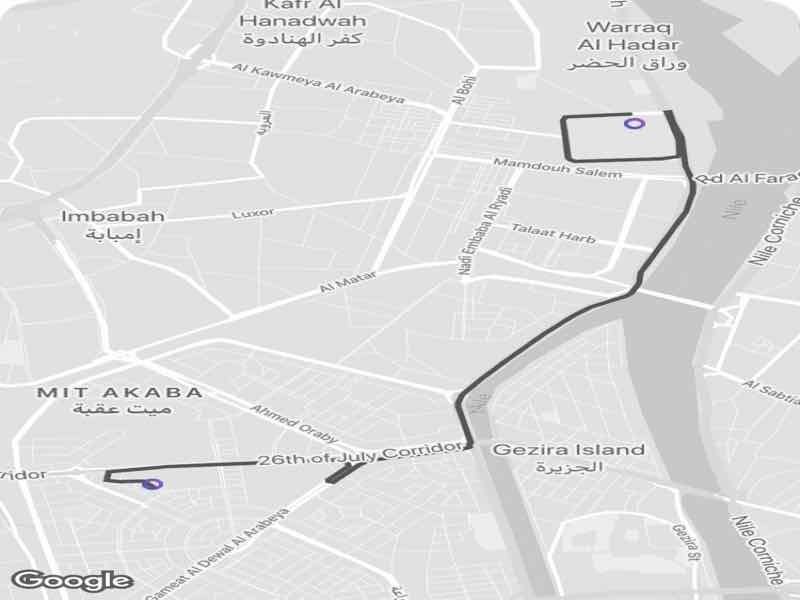 Kafr Al
Hanadwah
كفر الهنادوة
Warraq
Al Hadar
وراق الحضر
Al Kawmeya Al Arabeya
Al Bohi
العروبه
Mamdouh Salem
Rd Al Farag
Imbabah
إمبابة
Luxor
Nadi Embaba Al Ryadi
Talaat Harb
Nile
Nile Corniche
Al Matar
MIT AKABA
ميت عقبة
Ahmed Oraby
Nile
Al Sabtia
26th of July Corridor
ridor
Gezira Island
الجزيرة
Gameat Al Dewal Al Arabeya
Gezira St
Nile Corniche
Google